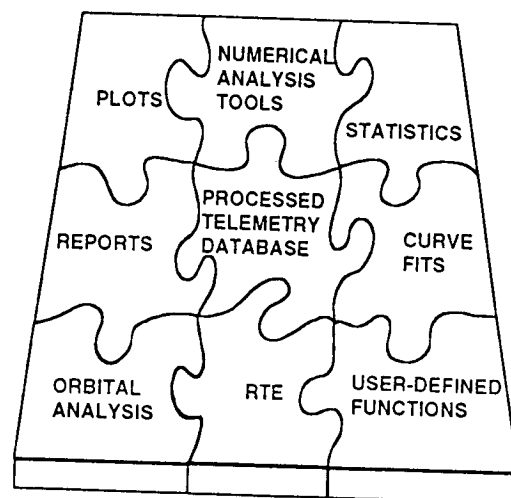 PLOTS
NUMERICAL
ANALYSIS
TOOLS
STATISTICS
REPORTS
PROCESSED
TELEMETRY
DATABASE
CURVE
FITS
ORBITAL
ANALYSIS
RTE
USER-DEFINED
FUNCTIONS